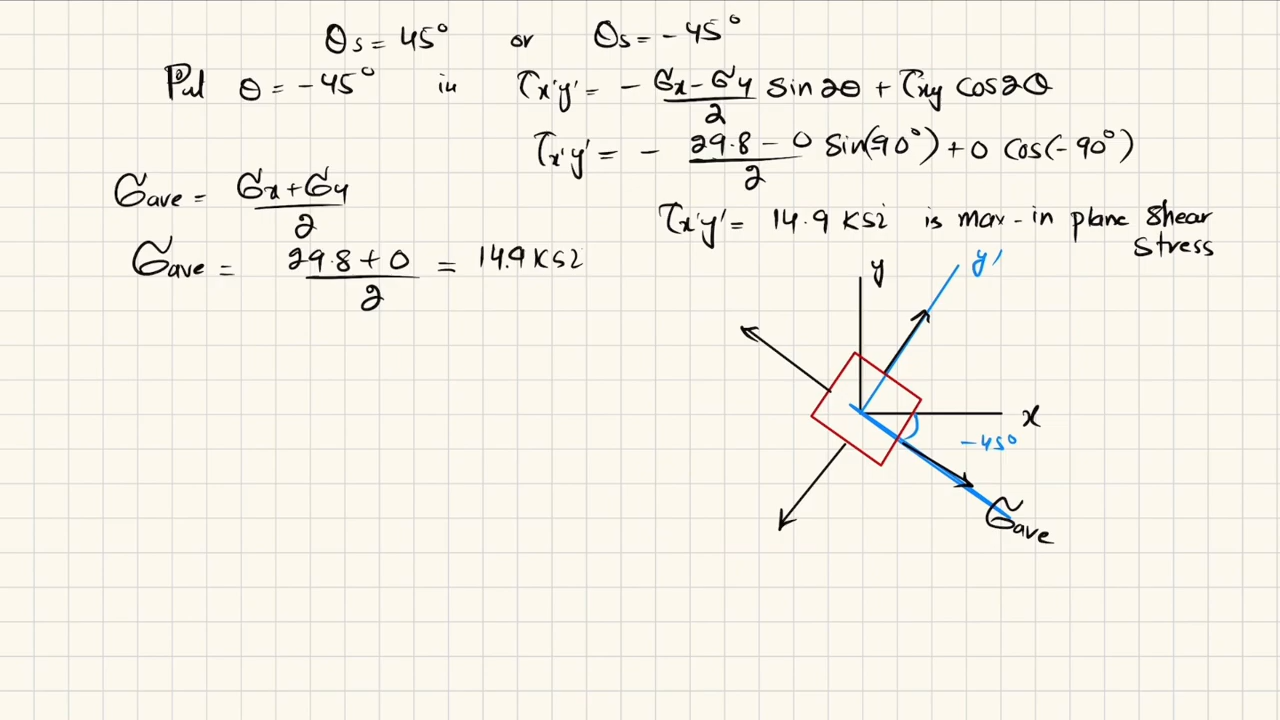 θs = 45° or θs = -45°
Put θ = -45° in τx'y' = - (σx - σy)/2 sin 2θ + τxy cos 2θ
τx'y' = - (29.8 - 0)/2 sin(-90°) + 0 cos(-90°)
σave = (σx + σy)/2
τx'y' = 14.9 ksi is max-in plane shear
stress
σave = (29.8 + 0)/2 = 14.9 ksi
y
y'
x
-45°
σave